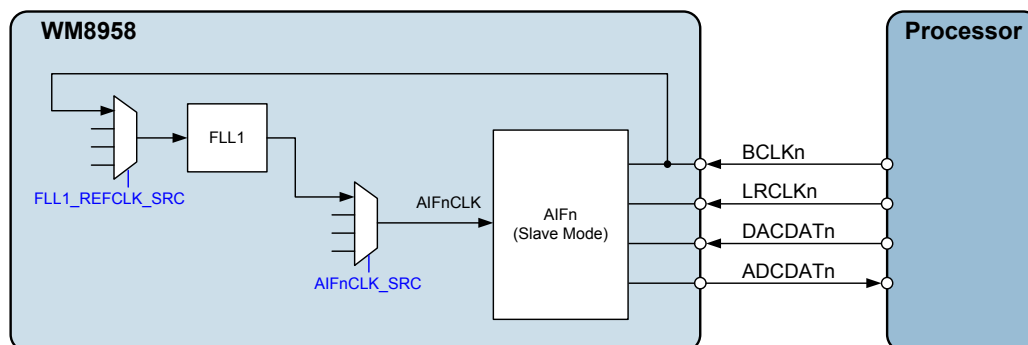 WM8958
Processor
FLL1
FLL1_REFCLK_SRC
AIFnCLK
AIFnCLK_SRC
AIFn
(Slave Mode)
BCLKn
LRCLKn
DACDATn
ADCDATn